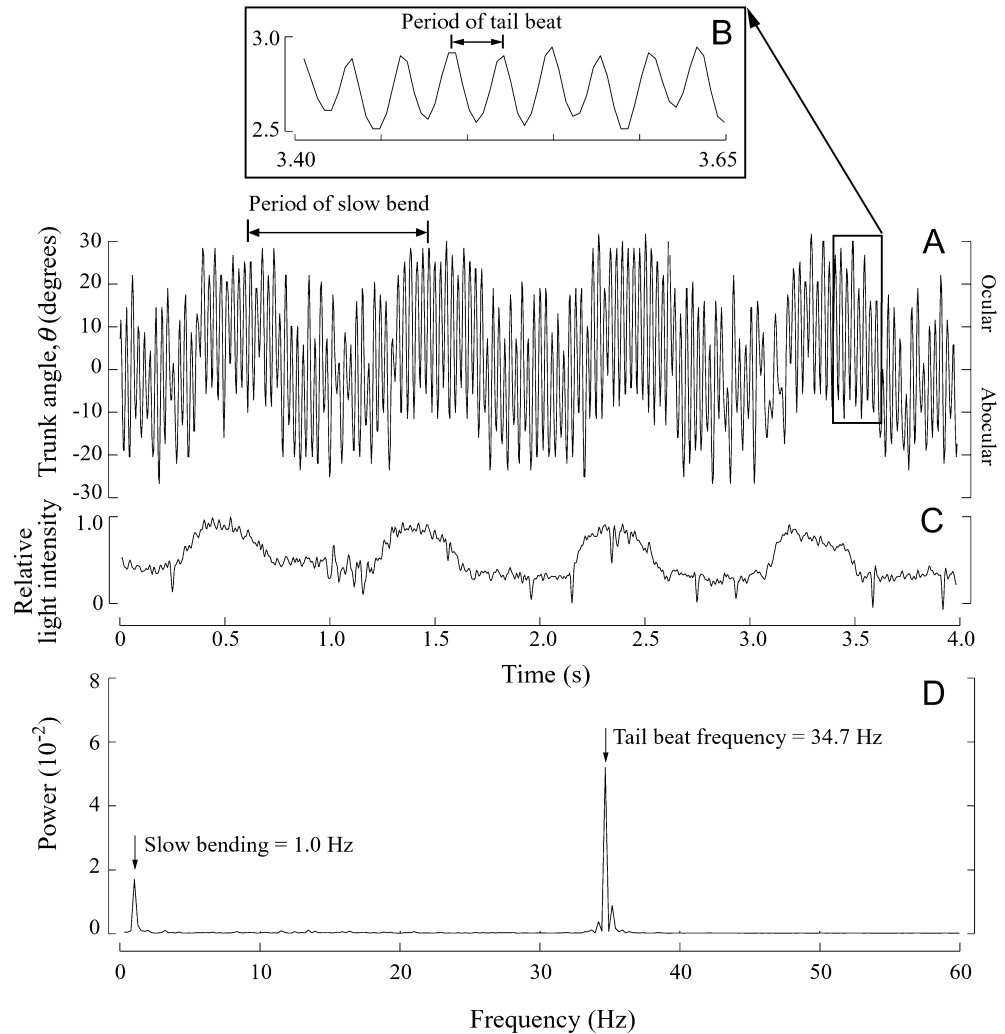 Period of tail beat
B
3.0
2.5
3.40 3.65
Period of slow bend
A
Trunk angle, θ (degrees)
30
20
10
0
-10
-20
-30
Ocular
Abocular
C
Relative
light intensity
1.0
0
0 0.5 1.0 1.5 2.0 2.5 3.0 3.5 4.0
Time (s)
D
Power (10-2)
8
6
4
2
0
Tail beat frequency = 34.7 Hz
Slow bending = 1.0 Hz
0 10 20 30 40 50 60
Frequency (Hz)